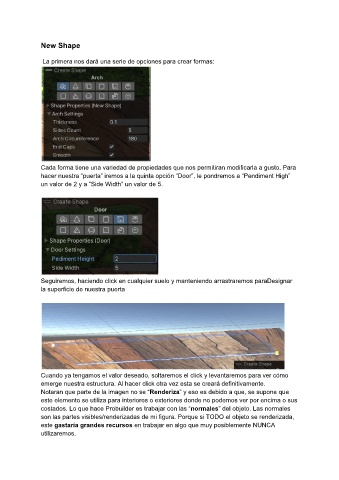 New Shape
La primera nos dará una serie de opciones para crear formas:
Create Shape
Arch
Shape Properties (New Shape)
Arch Settings
Thickness 0.1
Sides Count 5
Arch Circumference 180
End Caps
Smooth
Cada forma tiene una variedad de propiedades que nos permitiran modificarla a gusto. Para
hacer nuestra “puerta” iremos a la quinta opción “Door”, le pondremos a “Pendiment High”
un valor de 2 y a “Side Width” un valor de 5.
Create Shape
Door
Shape Properties (Door)
Door Settings
Pediment Height 2
Side Width 5
Seguiremos, haciendo click en cualquier suelo y manteniendo arrastraremos paraDesignar
la superficie de nuestra puerta
Create Shape
Cuando ya tengamos el valor deseado, soltaremos el click y levantaremos para ver cómo
emerge nuestra estructura. Al hacer click otra vez esta se creará definitivamente.
Notaran que parte de la imagen no se “Renderiza” y eso es debido a que, se supone que
este elemento se utiliza para interiores o exteriores donde no podemos ver por encima o sus
costados. Lo que hace Probuilder es trabajar con las “normales” del objeto. Las normales
son las partes visibles/renderizadas de mi figura. Porque si TODO el objeto se renderizada,
este gastaría grandes recursos en trabajar en algo que muy posiblemente NUNCA
utilizaremos.